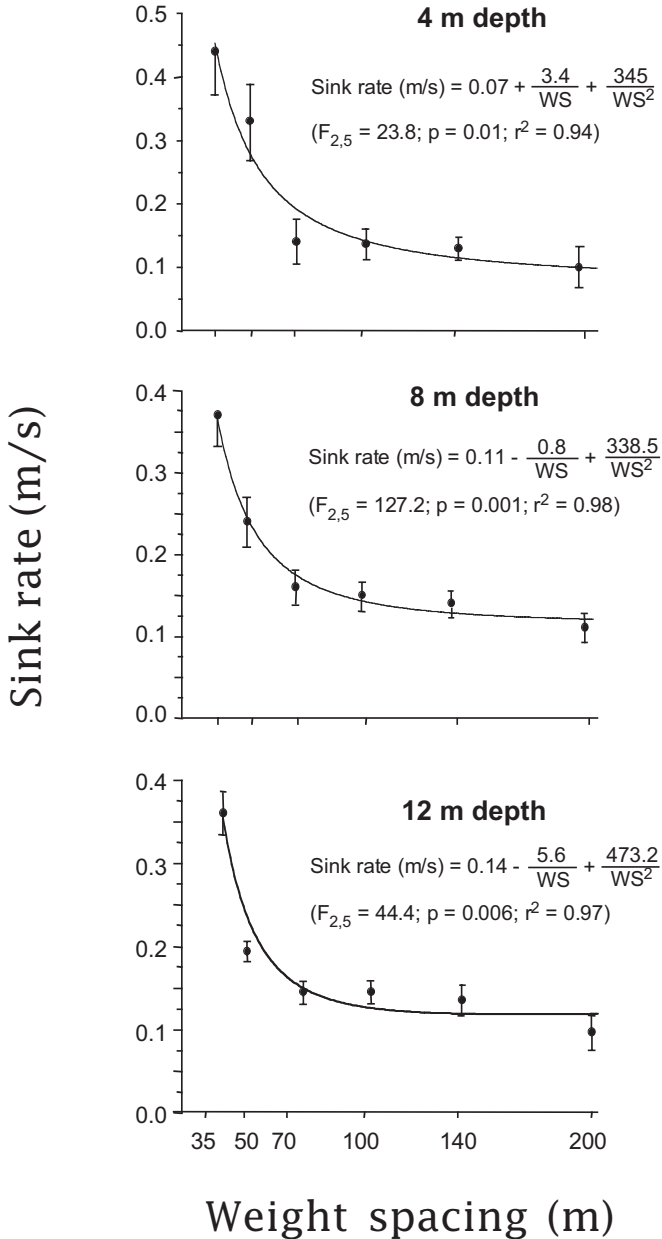 4 m depth
Sink rate (m/s) = 0.07 + 3.4/WS + 345/WS²
(F₂,₅ = 23.8; p = 0.01; r² = 0.94)
0.5
0.4
0.3
0.2
0.1
0.0
8 m depth
Sink rate (m/s) = 0.11 - 0.8/WS + 338.5/WS²
(F₂,₅ = 127.2; p = 0.001; r² = 0.98)
0.4
0.3
0.2
0.1
0.0
Sink rate (m/s)
12 m depth
Sink rate (m/s) = 0.14 - 5.6/WS + 473.2/WS²
(F₂,₅ = 44.4; p = 0.006; r² = 0.97)
0.4
0.3
0.2
0.1
0.0
35 50 70 100 140 200
Weight spacing (m)